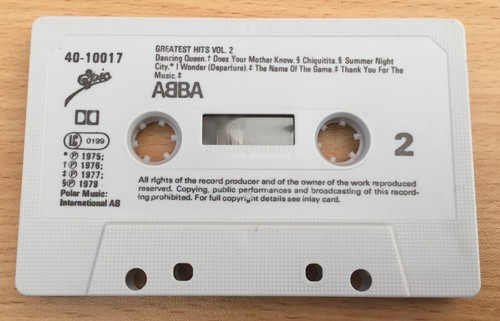 40-10017
Epic
GREATEST HITS VOL. 2
Dancing Queen.† Does Your Mother Know.§ Chiquitita.§ Summer Night
City.* I Wonder (Departure).‡ The Name Of The Game.‡ Thank You For The
Music.‡
ABBA
LC 0199
* ℗ 1975;
† ℗ 1976;
‡ ℗ 1977;
§ ℗ 1979
Polar Music:
International AB
2
All rights of the record producer and of the owner of the work reproduced
reserved. Copying, public performances and broadcasting of this record-
ing prohibited. For full copyright details see inlay card.